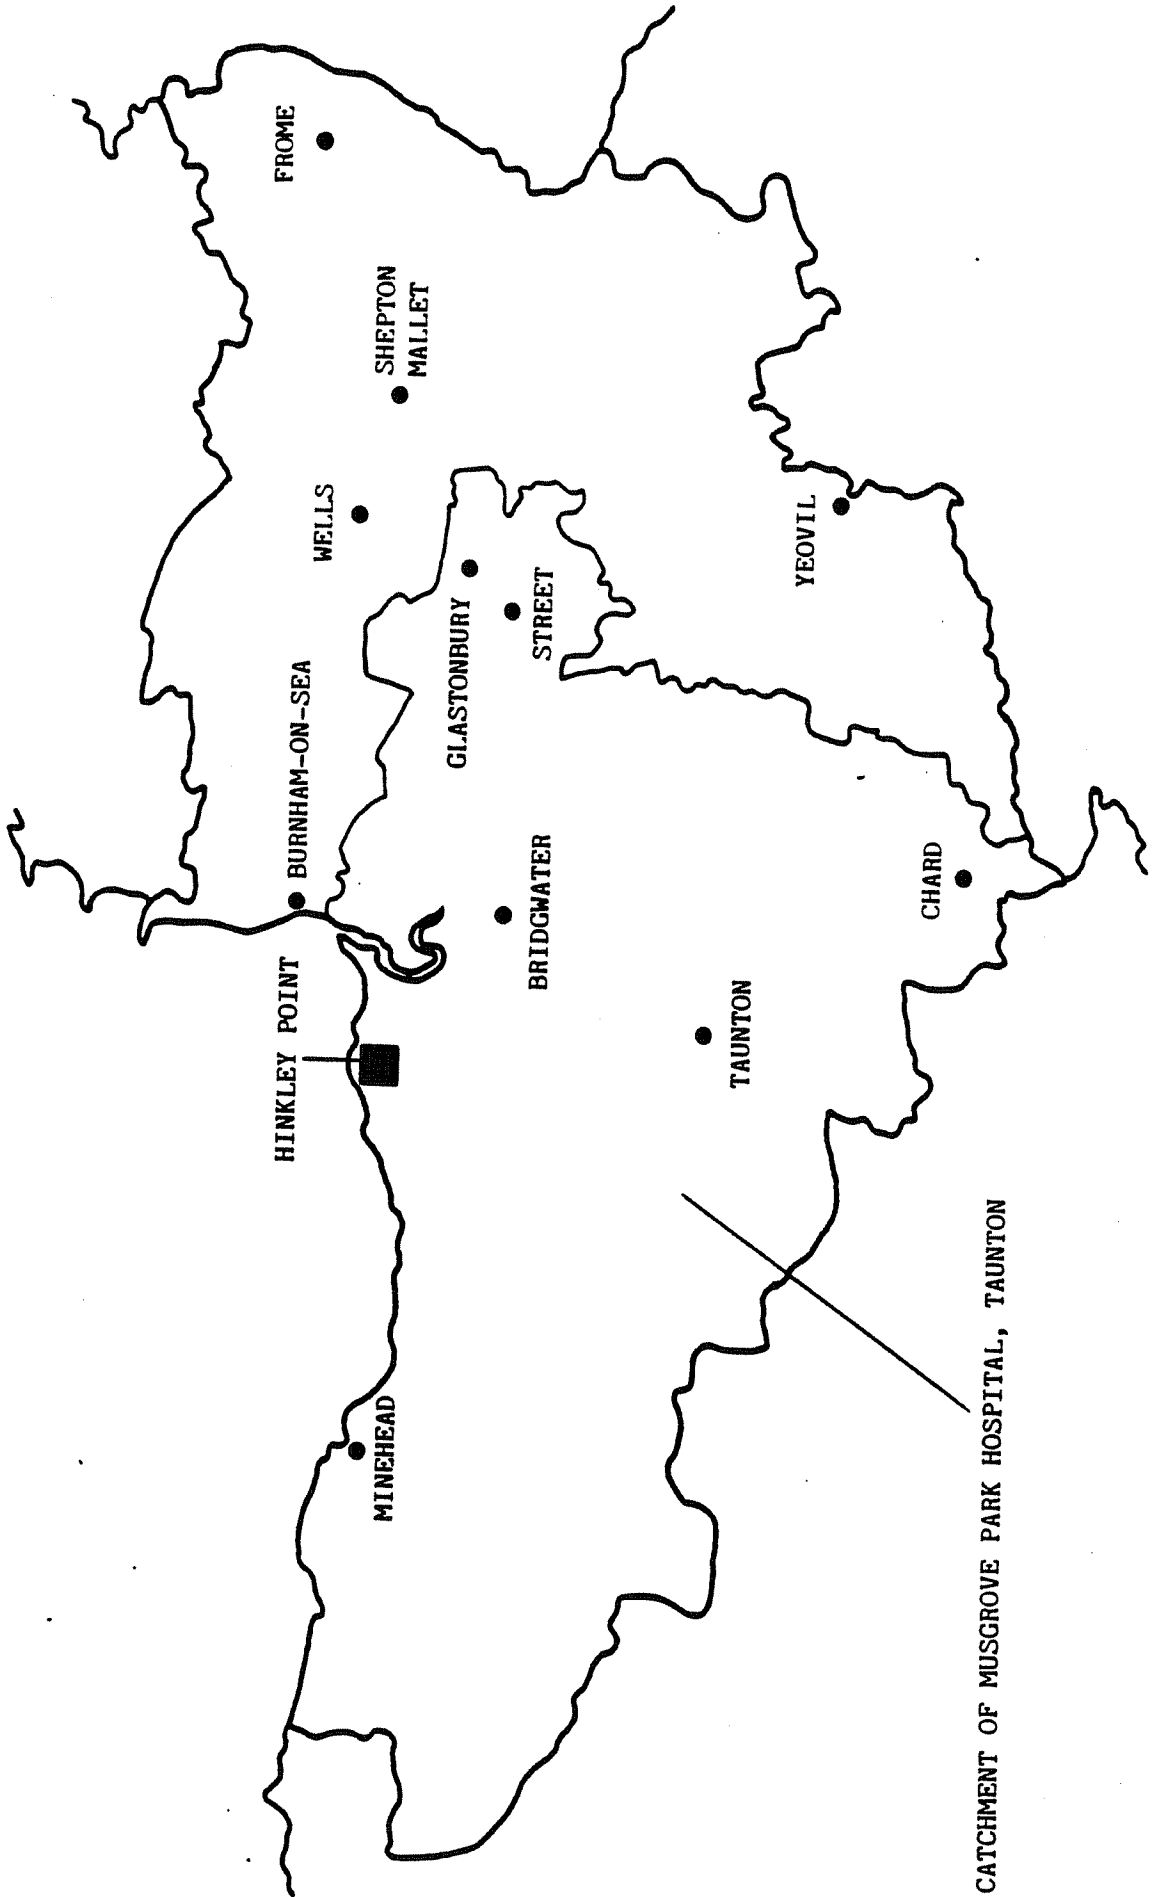 HINKLEY POINT
BURNHAM-ON-SEA
WELLS
FROME
SHEPTON
MALLET
MINEHEAD
GLASTONBURY
STREET
BRIDGWATER
TAUNTON
YEOVIL
CHARD
CATCHMENT OF MUSGROVE PARK HOSPITAL, TAUNTON